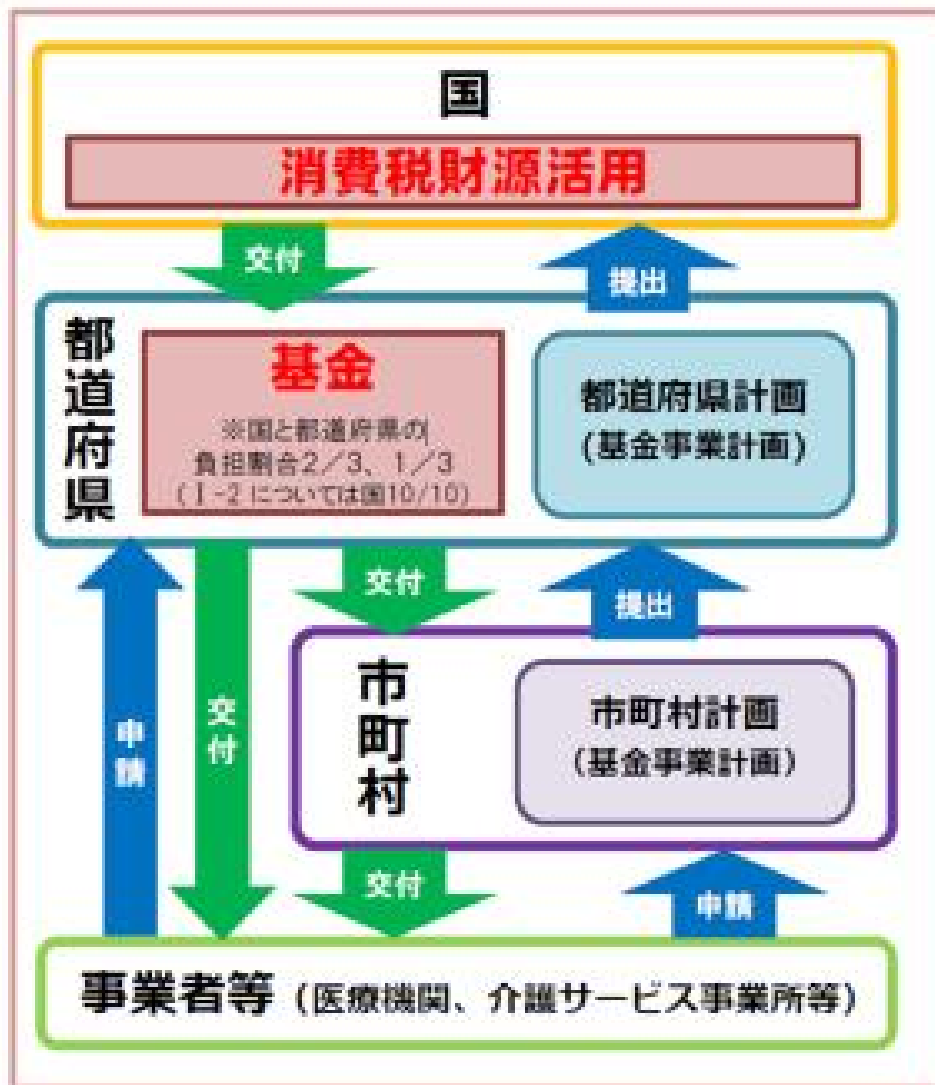 国
消費税財源活用
交付
提出
都道府県
基金
※国と都道府県の
負担割合2／3、1／3
(Ⅰ-2については国10/10)
都道府県計画
(基金事業計画)
交付
提出
申請
交付
市町村
市町村計画
(基金事業計画)
交付
申請
事業者等 (医療機関、介護サービス事業所等)